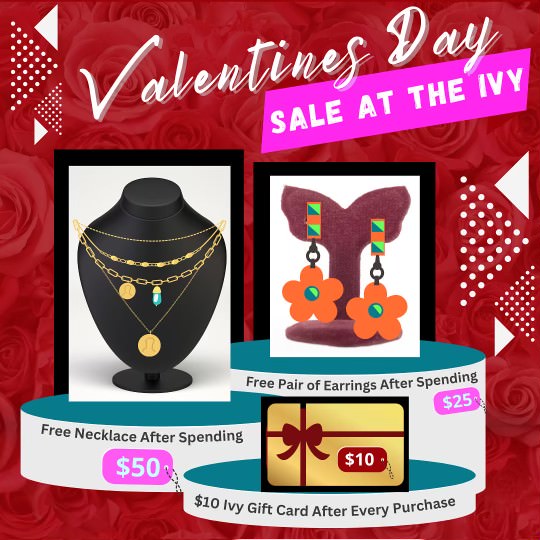 Valentines Day
SALE AT THE IVY
Free Pair of Earrings After Spending
$25
Free Necklace After Spending
$50
$10
$10 Ivy Gift Card After Every Purchase